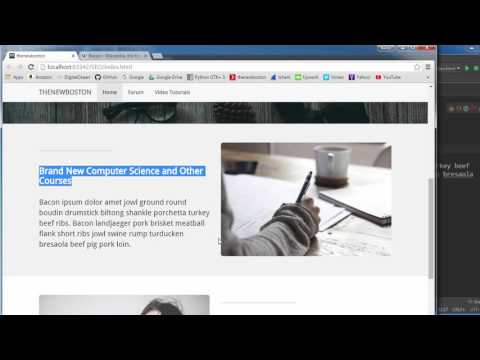 thenewboston
Bacon - Wikipedia, the fr
localhost:63342/SEO/index.html
Apps Amazon DigitalOcean GitHub Google Google Drive Python GTK+ 3 thenewboston Udemy Vimeo Yahoo! YouTube
THENEWBOSTON Home Forum Video Tutorials
Brand New Computer Science and Other
Courses
Bacon ipsum dolor amet jowl ground round
boudin drumstick biltong shankle porchetta turkey
beef ribs. Bacon landjaeger pork brisket meatball
flank short ribs jowl swine rump turducken
bresaola beef pig pork loin.
key beef
bresaola